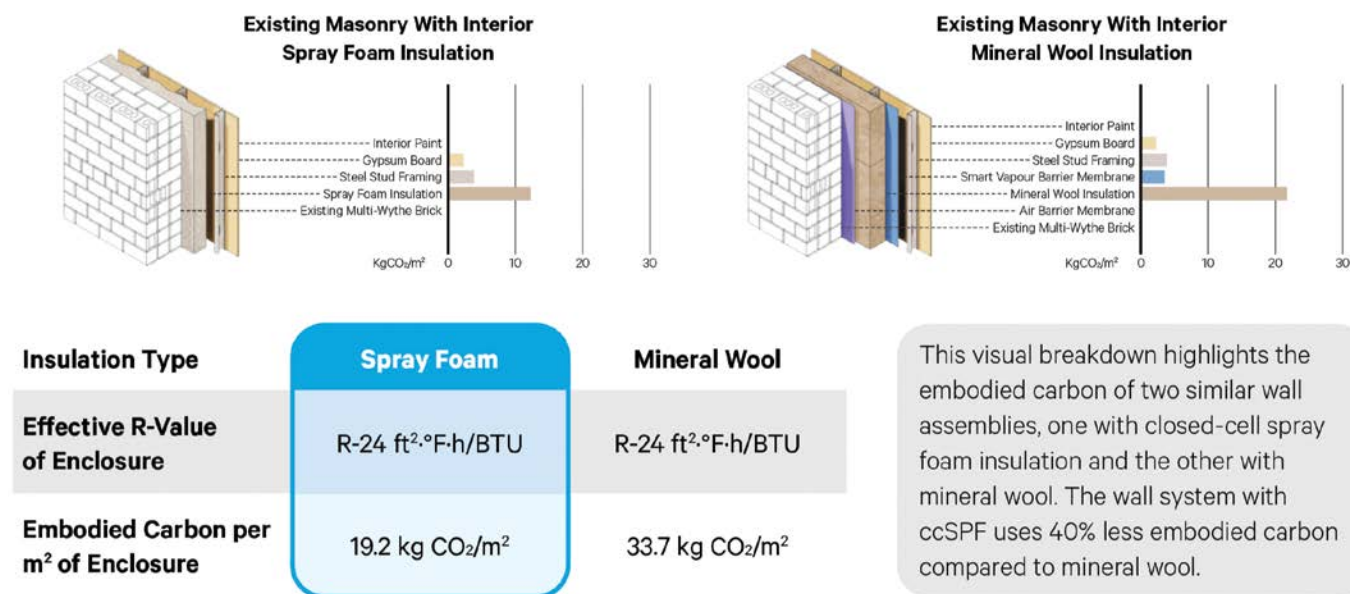 Existing Masonry With Interior
Spray Foam Insulation
Interior Paint
Gypsum Board
Steel Stud Framing
Spray Foam Insulation
Existing Multi-Wythe Brick
KgCO₂/m² 0 10 20 30
Existing Masonry With Interior
Mineral Wool Insulation
Interior Paint
Gypsum Board
Steel Stud Framing
Smart Vapour Barrier Membrane
Mineral Wool Insulation
Air Barrier Membrane
Existing Multi-Wythe Brick
KgCO₂/m² 0 10 20 30
Insulation Type Spray Foam Mineral Wool
Effective R-Value
of Enclosure
R-24 ft²·°F·h/BTU R-24 ft²·°F·h/BTU
Embodied Carbon per
m² of Enclosure
19.2 kg CO₂/m² 33.7 kg CO₂/m²
This visual breakdown highlights the
embodied carbon of two similar wall
assemblies, one with closed-cell spray
foam insulation and the other with
mineral wool. The wall system with
ccSPF uses 40% less embodied carbon
compared to mineral wool.